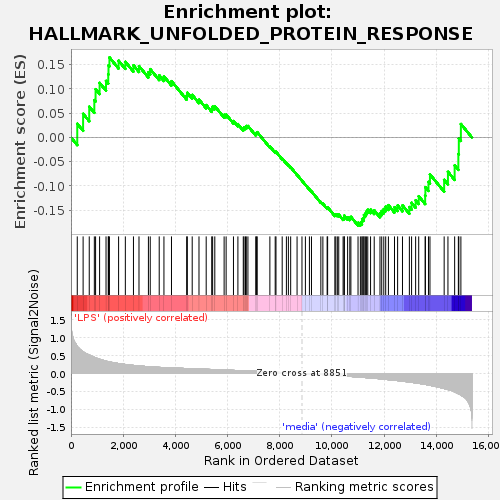 Enrichment plot:
HALLMARK_UNFOLDED_PROTEIN_RESPONSE
Enrichment score (ES)
0.15
0.10
0.05
0.00
-0.05
-0.10
-0.15
'LPS' (positively correlated)
Ranked list metric (Signal2Noise)
1.5
1.0
0.5
0.0
-0.5
-1.0
-1.5
Zero cross at 8851
'media' (negatively correlated)
0 2,000 4,000 6,000 8,000 10,000 12,000 14,000 16,000
Rank in Ordered Dataset
Enrichment profile Hits Ranking metric scores